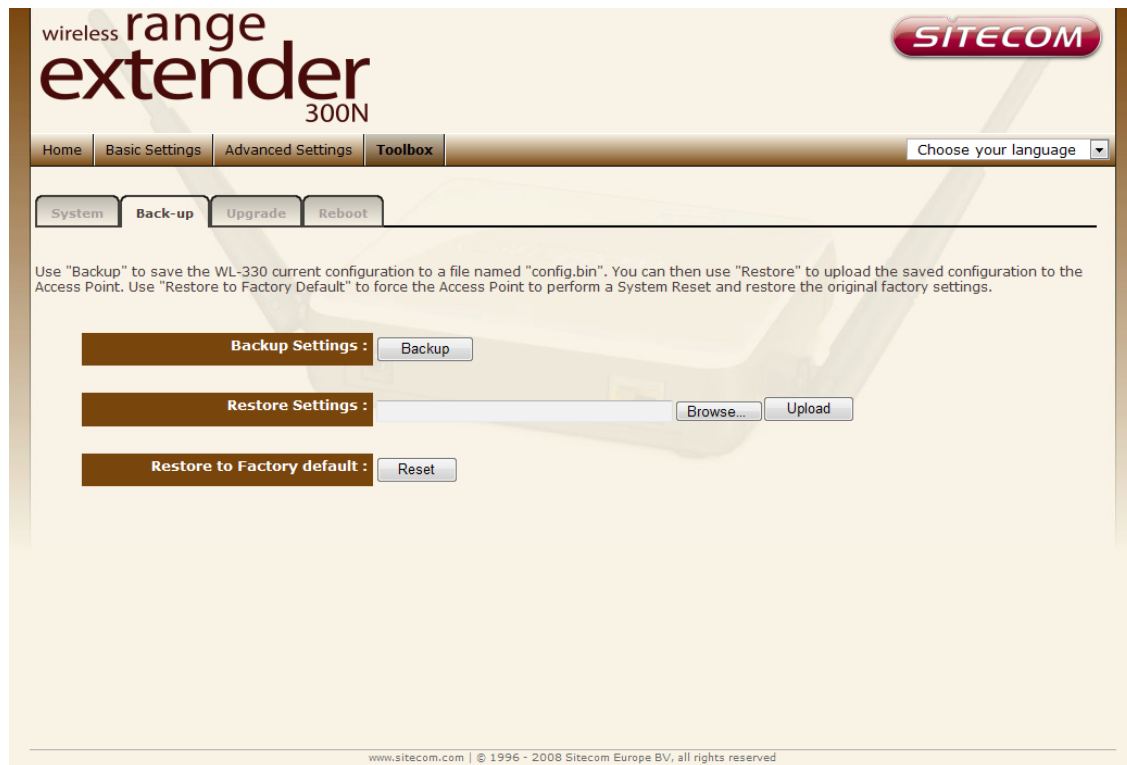 wireless range
extender
300N
SITECOM
Home Basic Settings Advanced Settings Toolbox Choose your language
System Back-up Upgrade Reboot
Use "Backup" to save the WL-330 current configuration to a file named "config.bin". You can then use "Restore" to upload the saved configuration to the
Access Point. Use "Restore to Factory Default" to force the Access Point to perform a System Reset and restore the original factory settings.
Backup Settings : Backup
Restore Settings : Browse... Upload
Restore to Factory default : Reset
www.sitecom.com | © 1996 - 2008 Sitecom Europe BV, all rights reserved